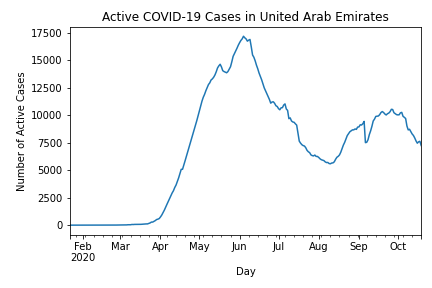 Active COVID-19 Cases in United Arab Emirates
Number of Active Cases
17500
15000
12500
10000
7500
5000
2500
0
Feb Mar Apr May Jun Jul Aug Sep Oct
2020
Day